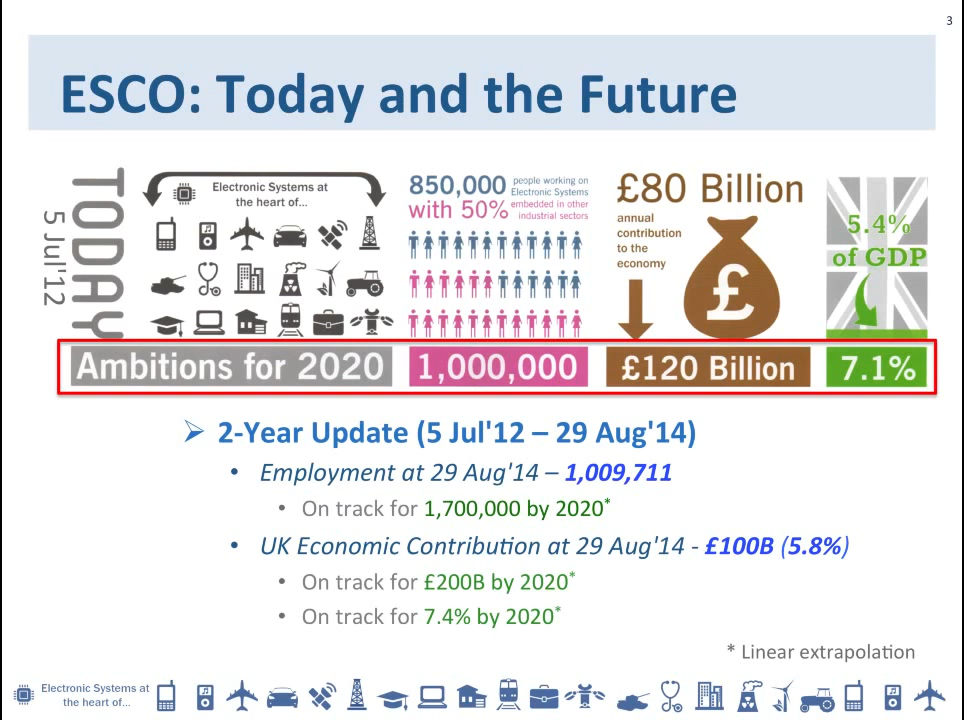 3
ESCO: Today and the Future
TODAY
5 Jul'12
Electronic Systems at
the heart of...
850,000 people working on
Electronic Systems
with 50% embedded in other
industrial sectors
£80 Billion
annual
contribution
to the
economy
£
5.4%
of GDP
Ambitions for 2020 1,000,000 £120 Billion 7.1%
2-Year Update (5 Jul'12 – 29 Aug'14)
• Employment at 29 Aug'14 – 1,009,711
• On track for 1,700,000 by 2020*
• UK Economic Contribution at 29 Aug'14 - £100B (5.8%)
• On track for £200B by 2020*
• On track for 7.4% by 2020*
* Linear extrapolation
Electronic Systems at
the heart of...